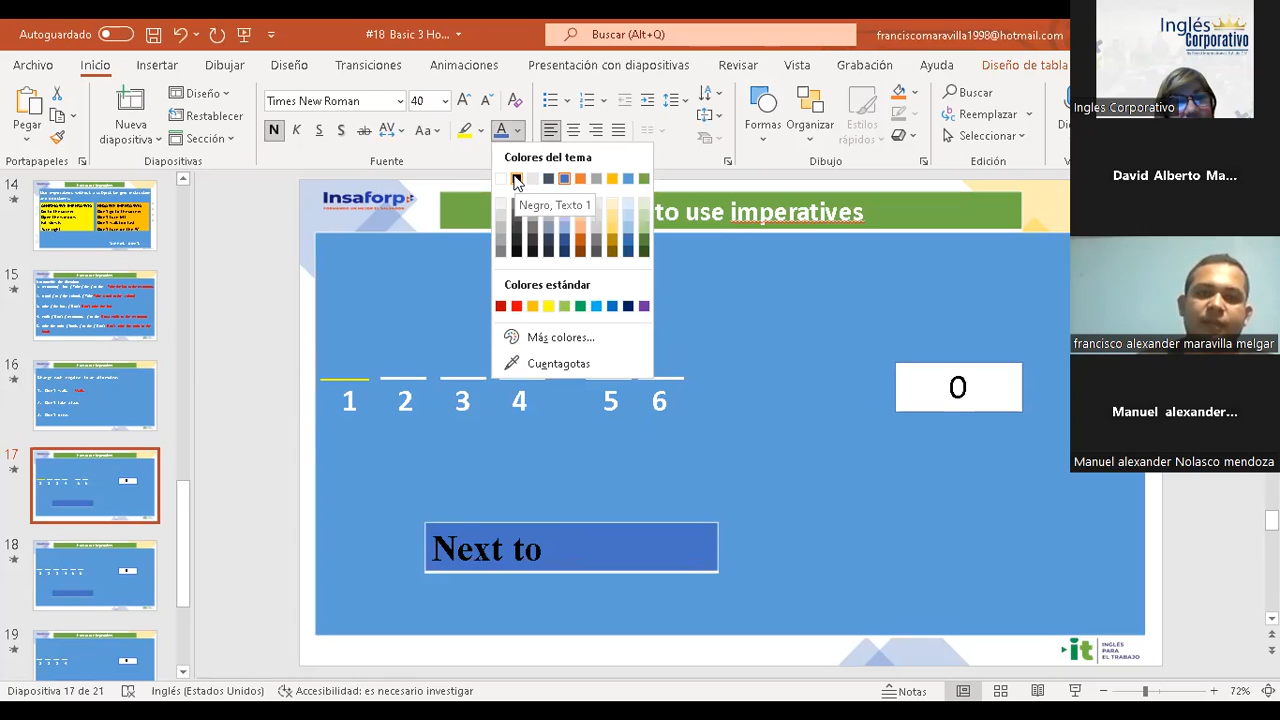 Autoguardado
#18 Basic 3 Ho...
Buscar (Alt+Q)
franciscomaravilla1998@hotmail.com
Archivo
Inicio
Insertar
Dibujar
Diseño
Transiciones
Animacion
entación con diapositivas
Revisar
Vista
Grabación
Ayuda
Diseño de tabla
Pegar
Nueva
diapositiva
Diseño
Restablecer
Times New Roman
40
Formas
Organizar
Estilos
rápidos
Buscar
Reemplazar
Seleccionar
Portapapeles
Diapositivas
Fuente
Edición
Colores del tema
Negro, Texto 1
Colores estándar
Más colores...
Cuentagotas
14
15
16
17
18
19
Insaforp
to use imperatives
1 2 3 4 5 6
0
Next to
it
INGLÉS
PARA
EL TRABAJO
Inglés
Corporativo
Ingles Corporativo
David Alberto Ma...
francisco alexander maravilla melgar
Manuel alexander...
Manuel alexander Nolasco mendoza
Diapositiva 17 de 21
Inglés (Estados Unidos)
Accesibilidad: es necesario investigar
Notas
72%